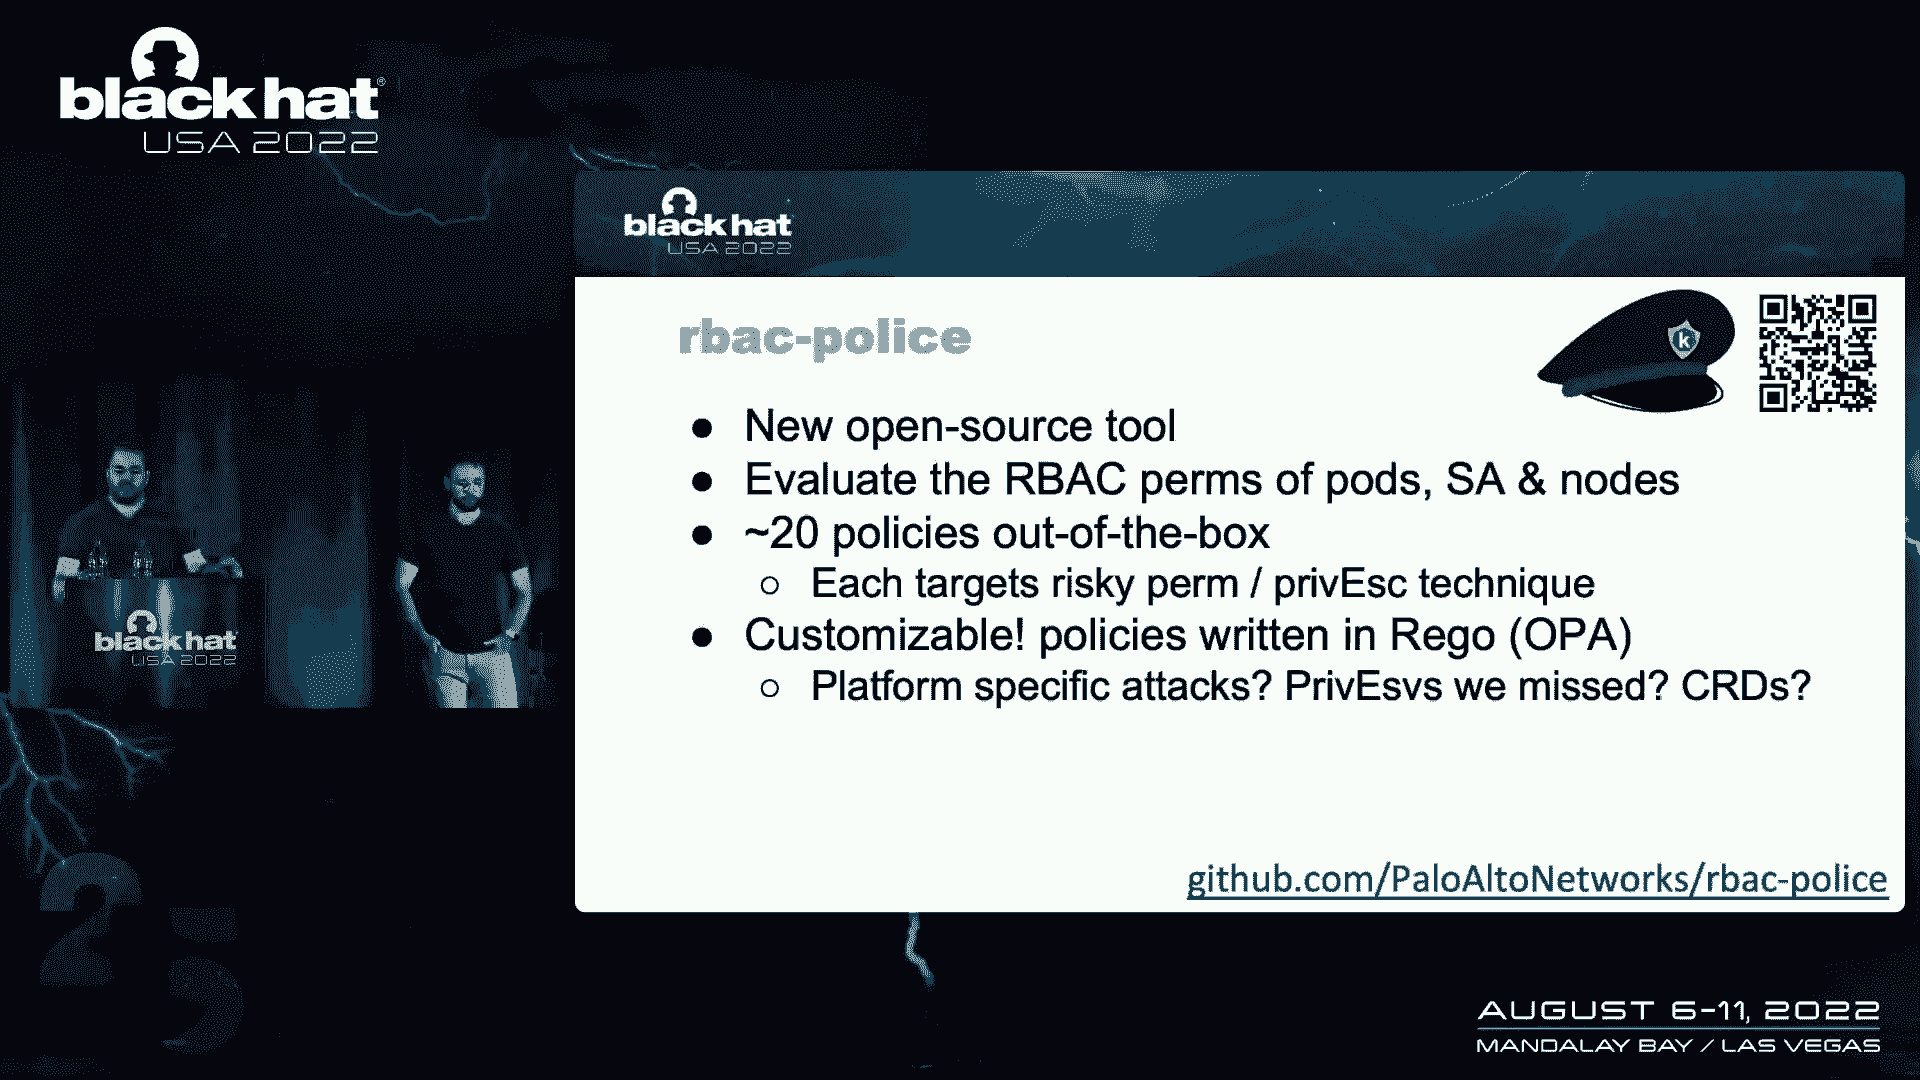 black hat®
USA 2022
black hat
USA 2022
rbac-police
k
● New open-source tool
● Evaluate the RBAC perms of pods, SA & nodes
● ~20 policies out-of-the-box
○ Each targets risky perm / privEsc technique
● Customizable! policies written in Rego (OPA)
○ Platform specific attacks? PrivEsvs we missed? CRDs?
github.com/PaloAltoNetworks/rbac-police
black hat
USA 2022
25
AUGUST 6-11, 2022
MANDALAY BAY / LAS VEGAS